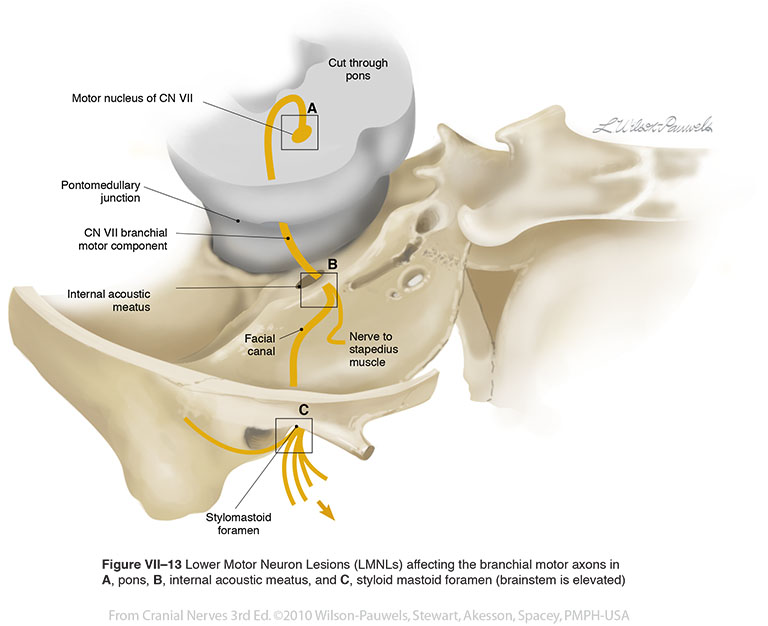 Cut through
pons
Motor nucleus of CN VII
A
L Wilson-Pauwels
Pontomedullary
junction
CN VII branchial
motor component
B
Internal acoustic
meatus
Facial
canal
Nerve to
stapedius
muscle
C
Stylomastoid
foramen
Figure VII–13 Lower Motor Neuron Lesions (LMNLs) affecting the branchial motor axons in
A, pons, B, internal acoustic meatus, and C, styloid mastoid foramen (brainstem is elevated)
From Cranial Nerves 3rd Ed. ©2010 Wilson-Pauwels, Stewart, Akesson, Spacey, PMPH-USA